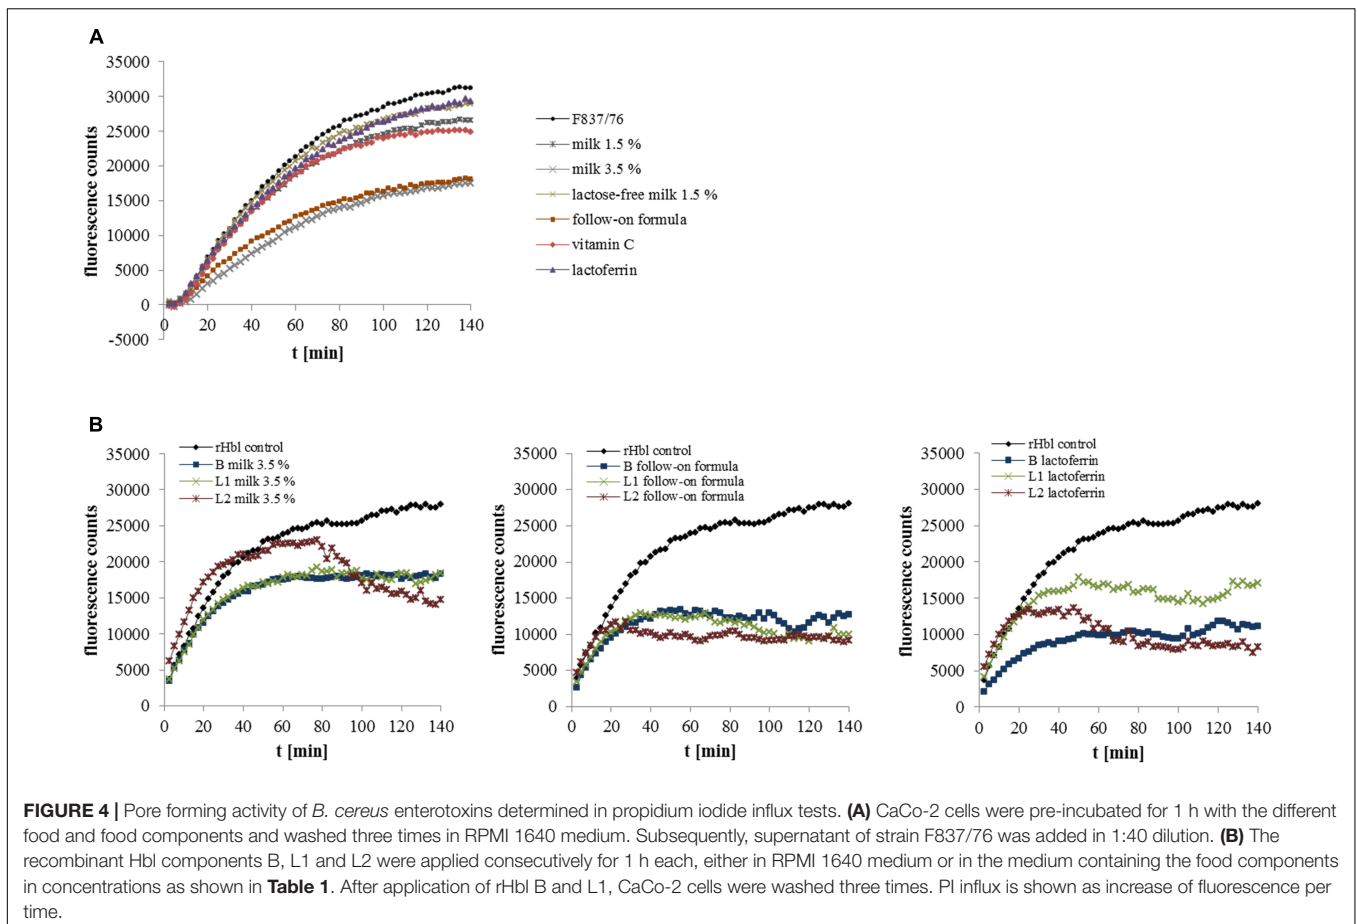 A
35000
30000
25000
20000
15000
10000
5000
0
-5000
fluorescence counts
0 20 40 60 80 100 120 140
t [min]
F837/76
milk 1.5 %
milk 3.5 %
lactose-free milk 1.5 %
follow-on formula
vitamin C
lactoferrin
B
35000
30000
25000
20000
15000
10000
5000
0
fluorescence counts
0 20 40 60 80 100 120 140
t [min]
rHbl control
B milk 3.5 %
L1 milk 3.5 %
L2 milk 3.5 %
35000
30000
25000
20000
15000
10000
5000
0
fluorescence counts
0 20 40 60 80 100 120 140
t [min]
rHbl control
B follow-on formula
L1 follow-on formula
L2 follow-on formula
35000
30000
25000
20000
15000
10000
5000
0
fluorescence counts
0 20 40 60 80 100 120 140
t [min]
rHbl control
B lactoferrin
L1 lactoferrin
L2 lactoferrin
FIGURE 4 | Pore forming activity of B. cereus enterotoxins determined in propidium iodide influx tests. (A) CaCo-2 cells were pre-incubated for 1 h with the different
food and food components and washed three times in RPMI 1640 medium. Subsequently, supernatant of strain F837/76 was added in 1:40 dilution. (B) The
recombinant Hbl components B, L1 and L2 were applied consecutively for 1 h each, either in RPMI 1640 medium or in the medium containing the food components
in concentrations as shown in Table 1. After application of rHbl B and L1, CaCo-2 cells were washed three times. PI influx is shown as increase of fluorescence per
time.